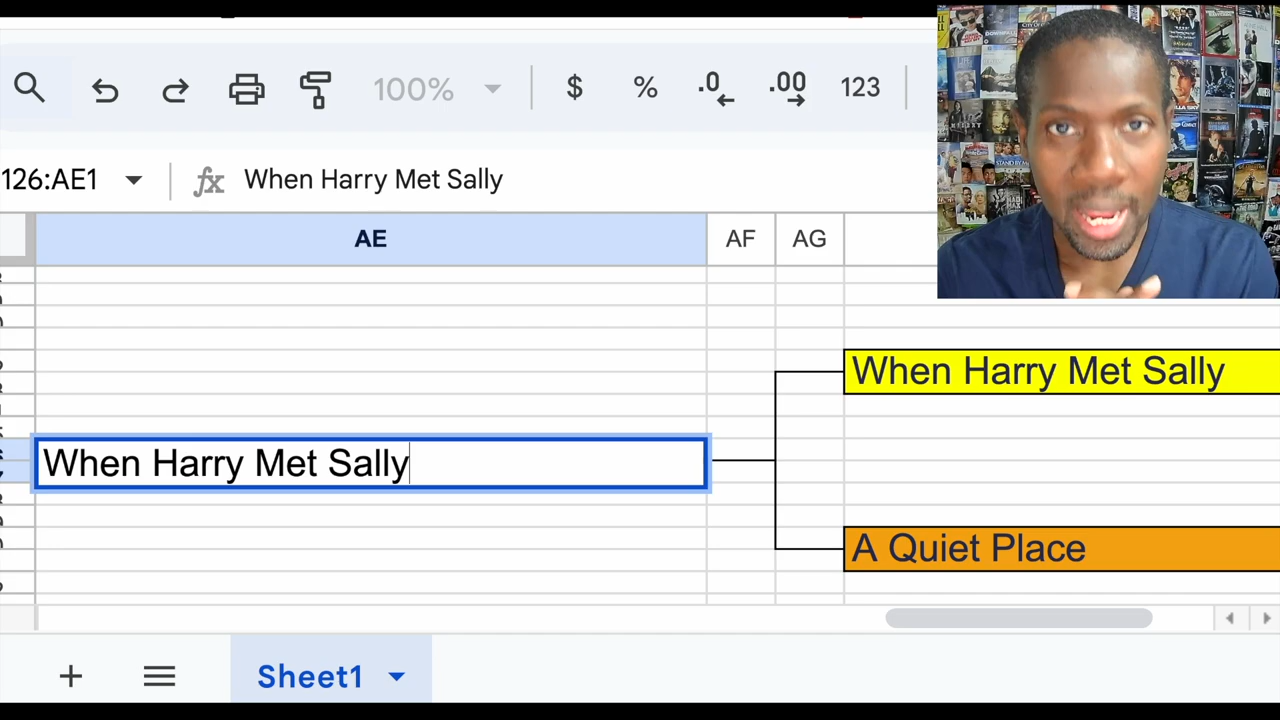 100%
$ % .0 .00 123
126:AE1
fx When Harry Met Sally
AE AF AG
When Harry Met Sally
When Harry Met Sally
A Quiet Place
Sheet1